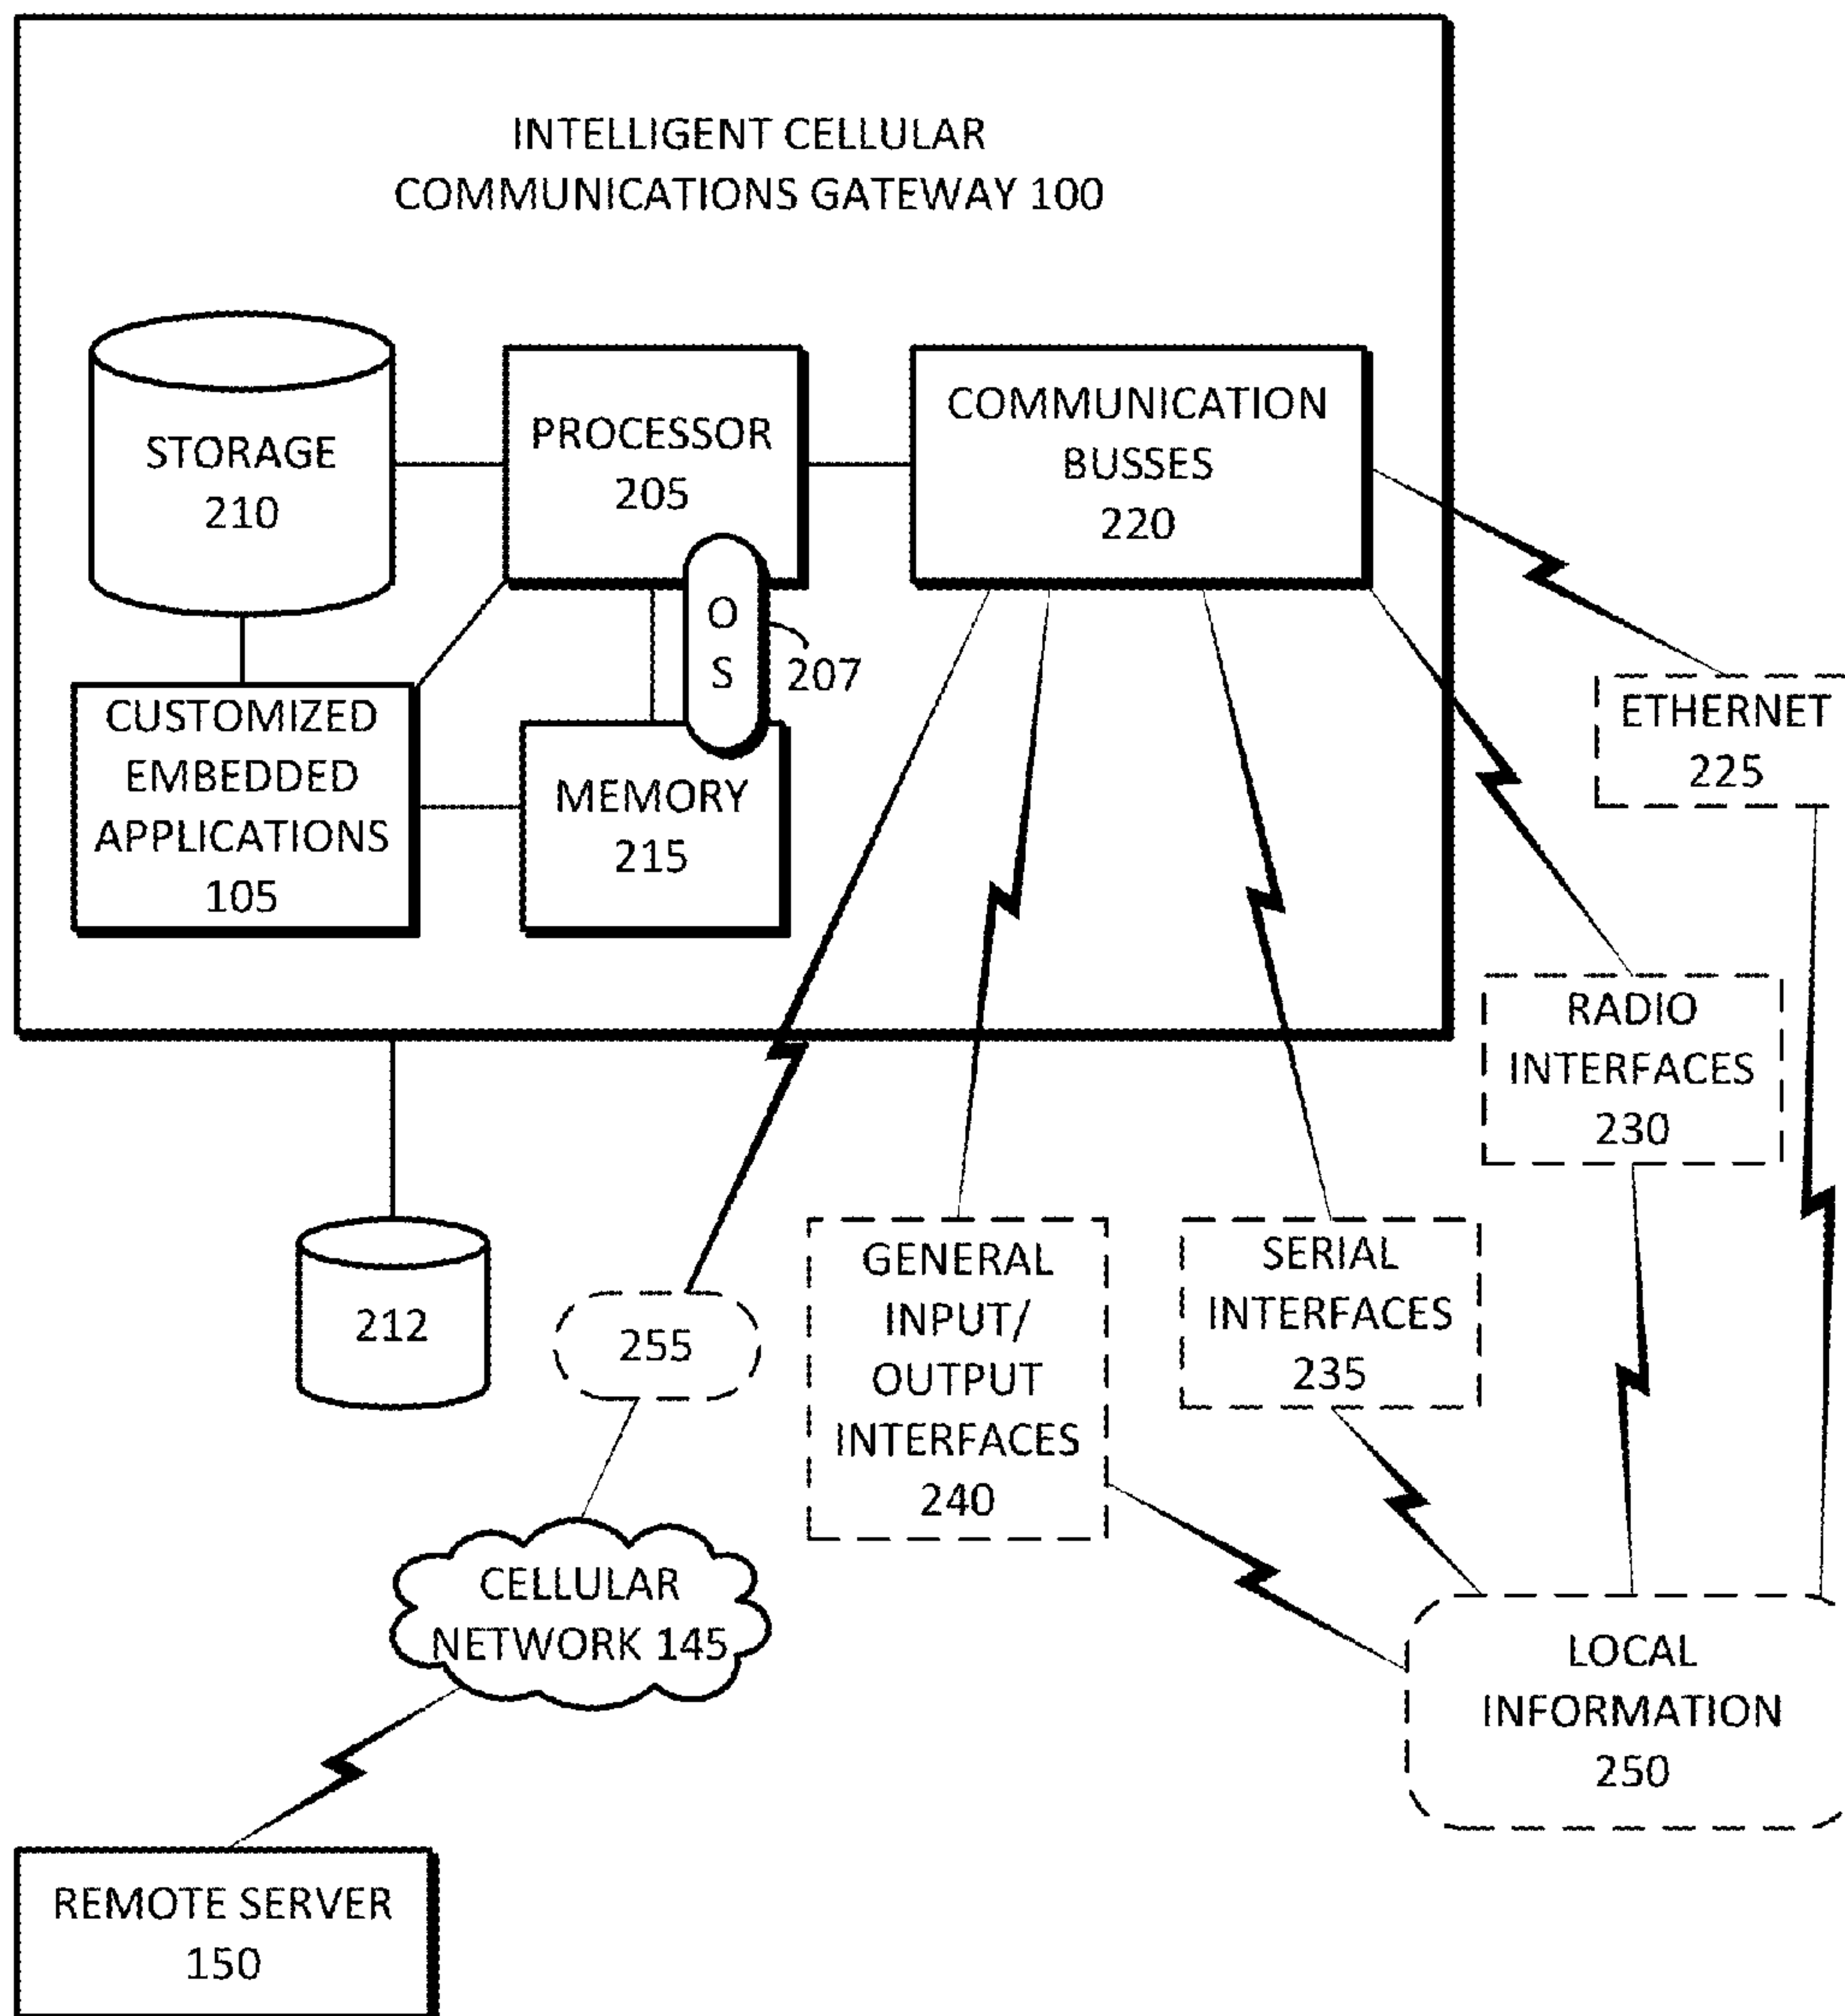 INTELLIGENT CELLULAR
COMMUNICATIONS GATEWAY 100
STORAGE
210
PROCESSOR
205
COMMUNICATION
BUSSES
220
O
S
207
CUSTOMIZED
EMBEDDED
APPLICATIONS
105
MEMORY
215
ETHERNET
225
RADIO
INTERFACES
230
212
255
GENERAL
INPUT/
OUTPUT
INTERFACES
240
SERIAL
INTERFACES
235
CELLULAR
NETWORK 145
LOCAL
INFORMATION
250
REMOTE SERVER
150